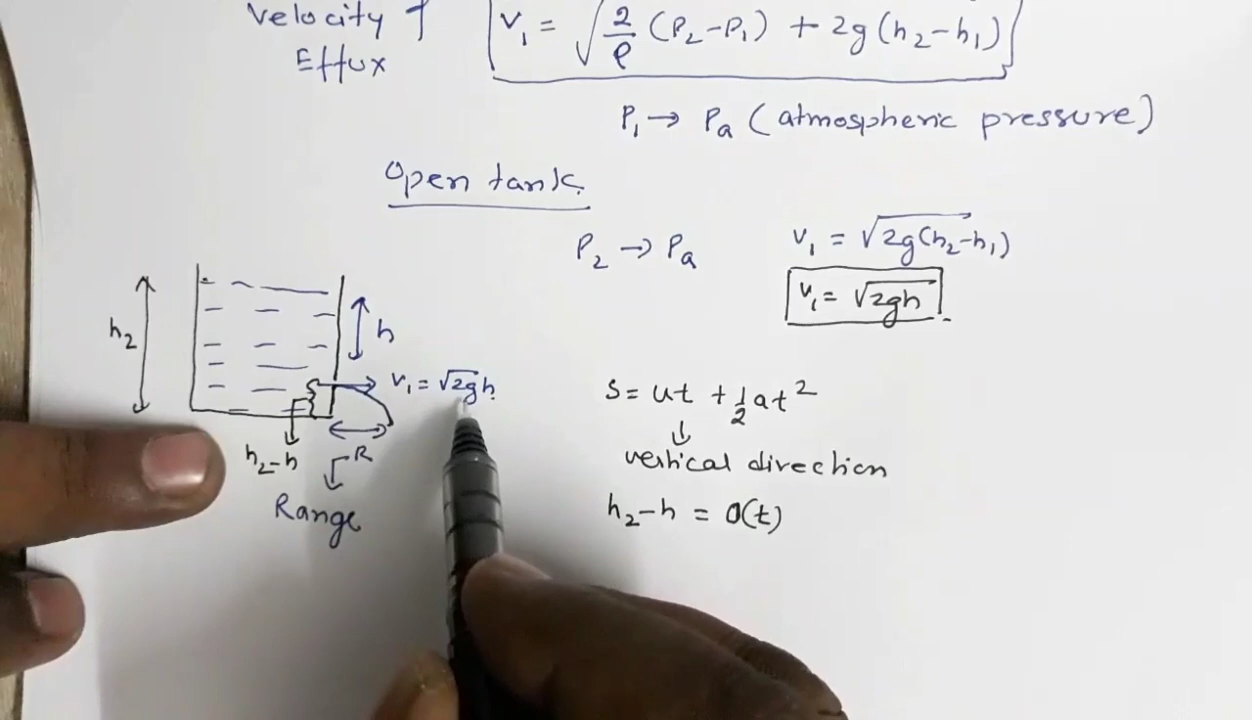 Velocity of
Effux
V₁ = √2/ρ (P₂-P₁) + 2g(h₂-h₁)
P₁ → Pₐ (atmospheric pressure)
Open tank
P₂ → Pₐ
V₁ = √2g(h₂-h₁)
V₁ = √2gh
h₂
h
V₁ = √2gh
h₂-h
R
Range
S = ut + ½at²
vertical direction
h₂-h = 0(t)